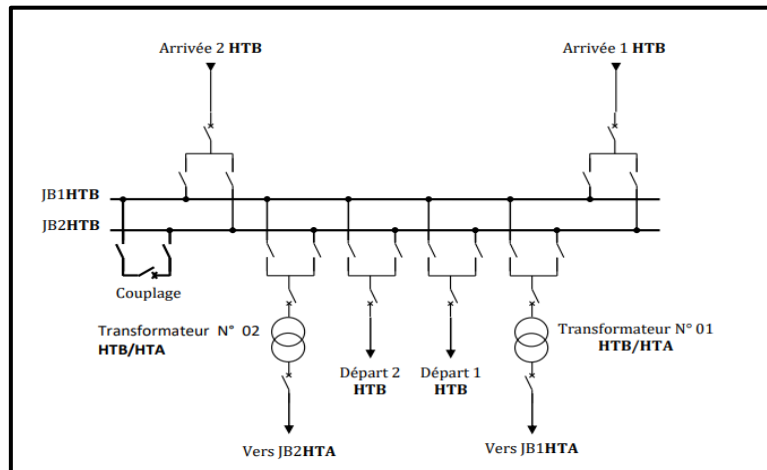 Arrivée 2 HTB
Arrivée 1 HTB
JB1HTB
JB2HTB
Couplage
Transformateur N° 02
HTB/HTA
Transformateur N° 01
HTB/HTA
Départ 2
HTB
Départ 1
HTB
Vers JB2HTA
Vers JB1HTA